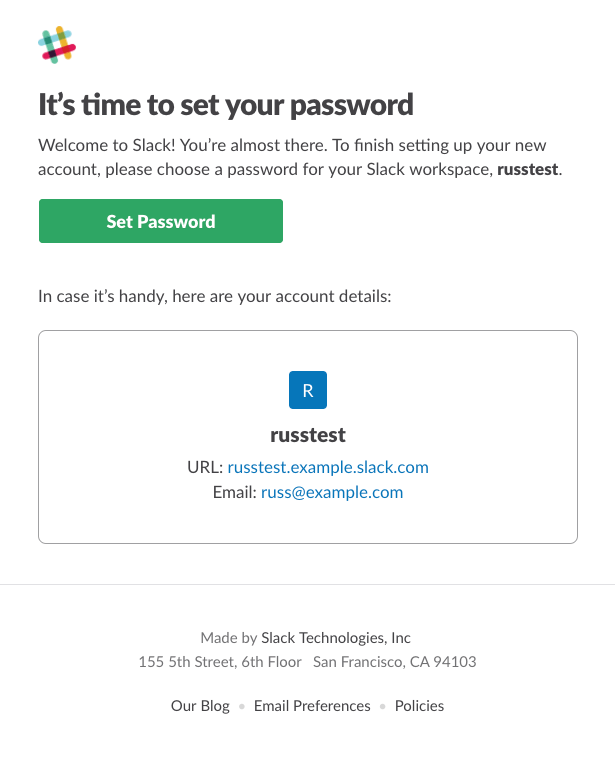 It’s time to set your password
Welcome to Slack! You’re almost there. To finish setting up your new
account, please choose a password for your Slack workspace, russtest.
Set Password
In case it’s handy, here are your account details:
R
russtest
URL: russtest.example.slack.com
Email: russ@example.com
Made by Slack Technologies, Inc
155 5th Street, 6th Floor   San Francisco, CA 94103
Our Blog • Email Preferences • Policies